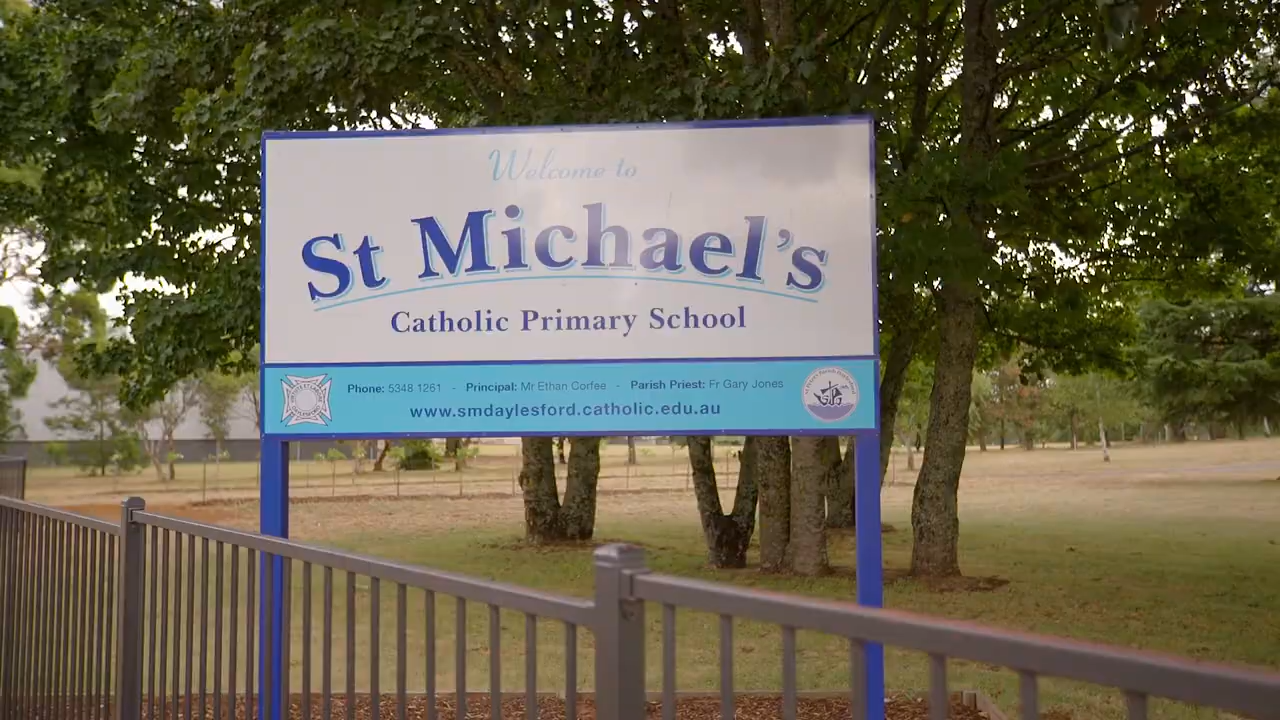 Welcome to
St Michael's
Catholic Primary School
Phone: 5348 1261 - Principal: Mr Ethan Corfee - Parish Priest: Fr Gary Jones
www.smdaylesford.catholic.edu.au